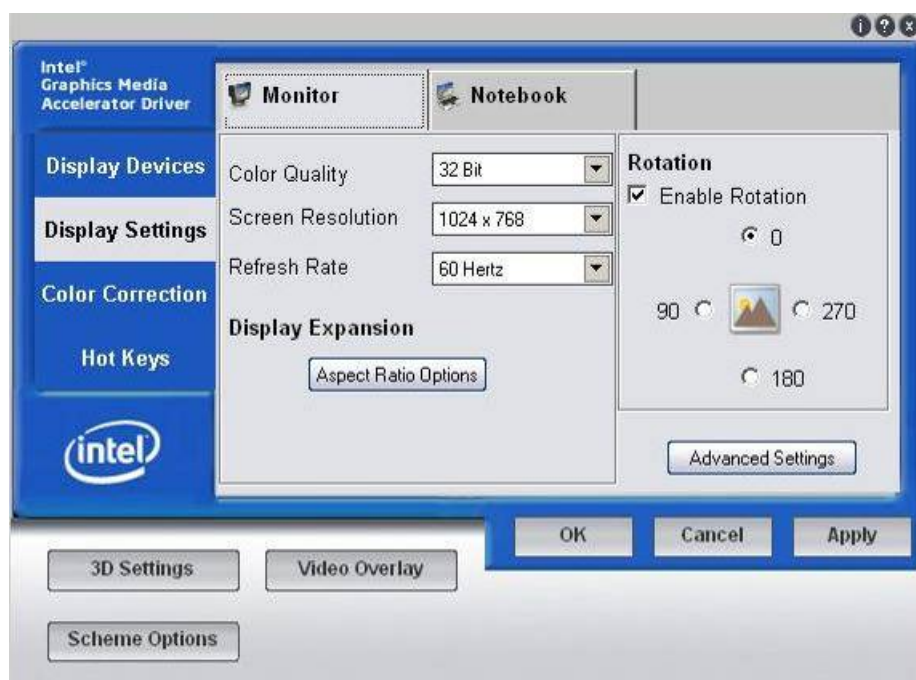 Intel®
Graphics Media
Accelerator Driver
Monitor
Notebook
Display Devices
Display Settings
Color Correction
Hot Keys
intel
Color Quality
32 Bit
Screen Resolution
1024 x 768
Refresh Rate
60 Hertz
Display Expansion
Aspect Ratio Options
Rotation
Enable Rotation
0
90
270
180
Advanced Settings
OK
Cancel
Apply
3D Settings
Video Overlay
Scheme Options